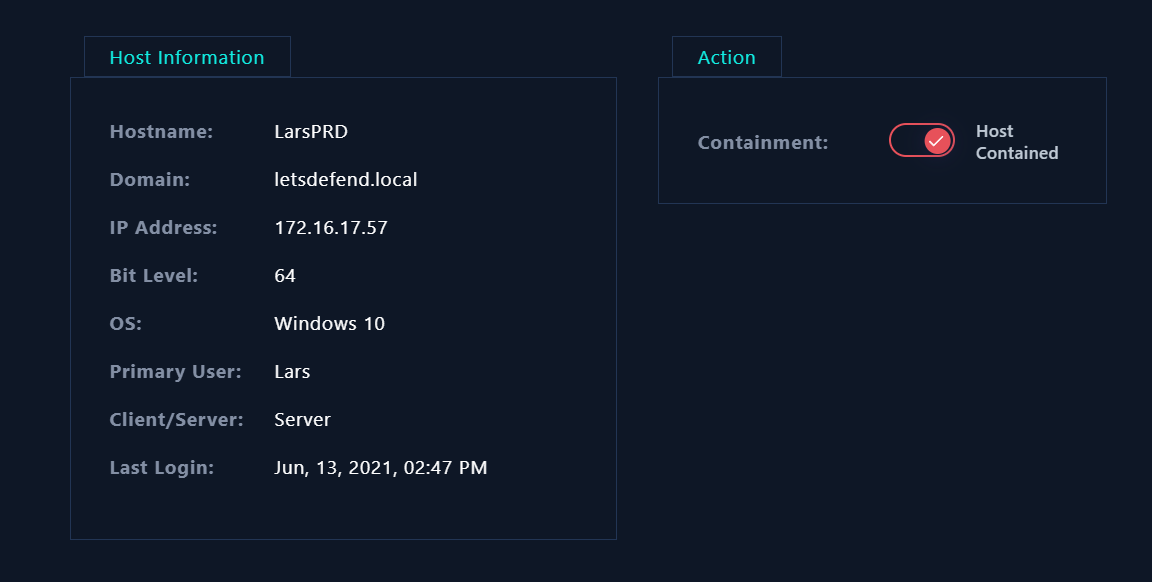 Host Information
Hostname: LarsPRD
Domain: letsdefend.local
IP Address: 172.16.17.57
Bit Level: 64
OS: Windows 10
Primary User: Lars
Client/Server: Server
Last Login: Jun, 13, 2021, 02:47 PM
Action
Containment:
Host
Contained